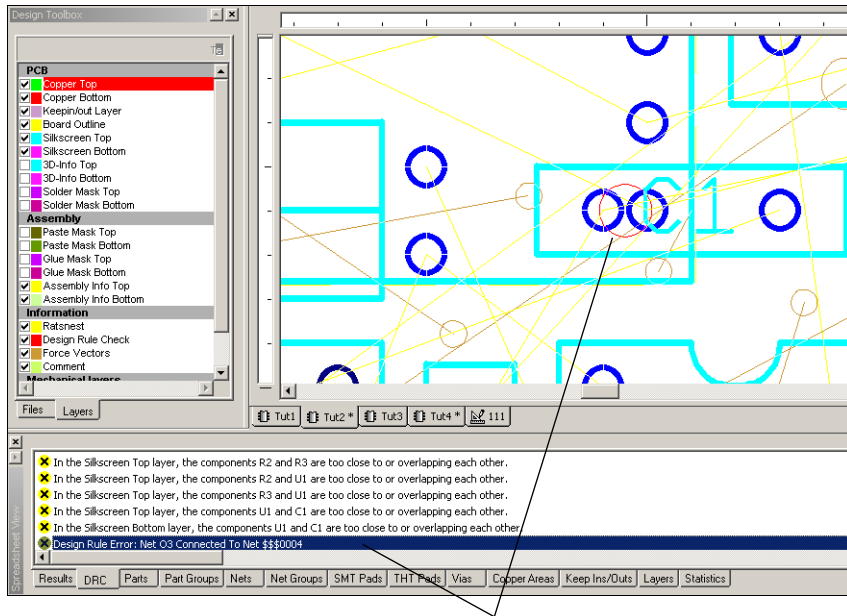 Design Toolbox
PCB
Copper Top
Copper Bottom
Keepin/out Layer
Board Outline
Silkscreen Top
Silkscreen Bottom
3D-Info Top
3D-Info Bottom
Solder Mask Top
Solder Mask Bottom
Assembly
Paste Mask Top
Paste Mask Bottom
Glue Mask Top
Glue Mask Bottom
Assembly Info Top
Assembly Info Bottom
Information
Ratsnest
Design Rule Check
Force Vectors
Comment
Mechanical layers
Files Layers
C1
Tut1 Tut2 * Tut3 Tut4 * 111
In the Silkscreen Top layer, the components R2 and R3 are too close to or overlapping each other.
In the Silkscreen Top layer, the components R2 and U1 are too close to or overlapping each other.
In the Silkscreen Top layer, the components R3 and U1 are too close to or overlapping each other.
In the Silkscreen Top layer, the components U1 and C1 are too close to or overlapping each other.
In the Silkscreen Bottom layer, the components U1 and C1 are too close to or overlapping each other.
Design Rule Error: Net O3 Connected To Net $$$0004
Spreadsheet View
Results DRC Parts Part Groups Nets Net Groups SMT Pads THT Pads Vias Copper Areas Keep Ins/Outs Layers Statistics